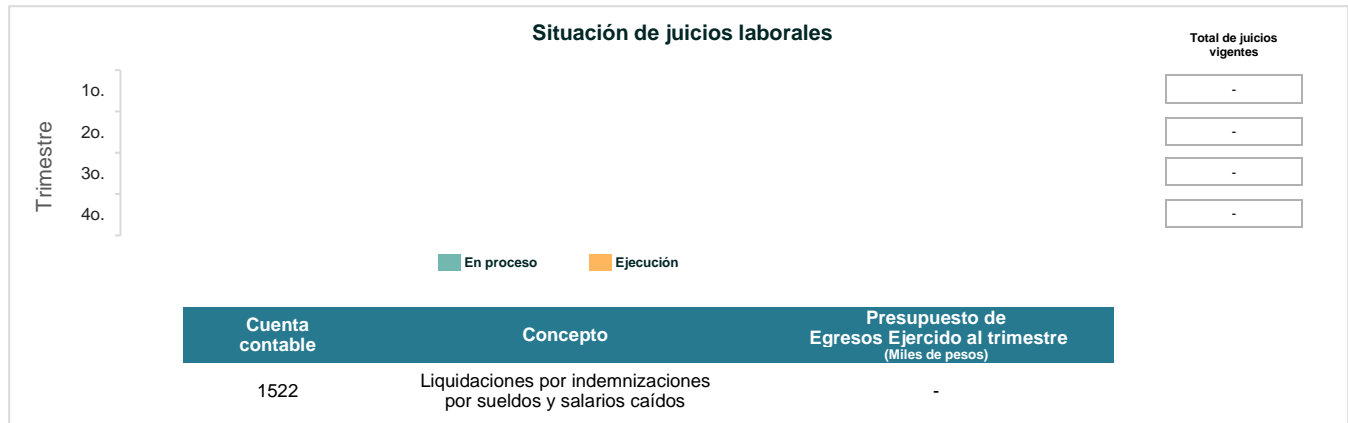 Situación de juicios laborales
Total de juicios
vigentes
Trimestre
1o.
-
2o.
-
3o.
-
4o.
-
En proceso
Ejecución
Cuenta
contable
Concepto
Presupuesto de
Egresos Ejercido al trimestre
(Miles de pesos)
1522
Liquidaciones por indemnizaciones
por sueldos y salarios caídos
-